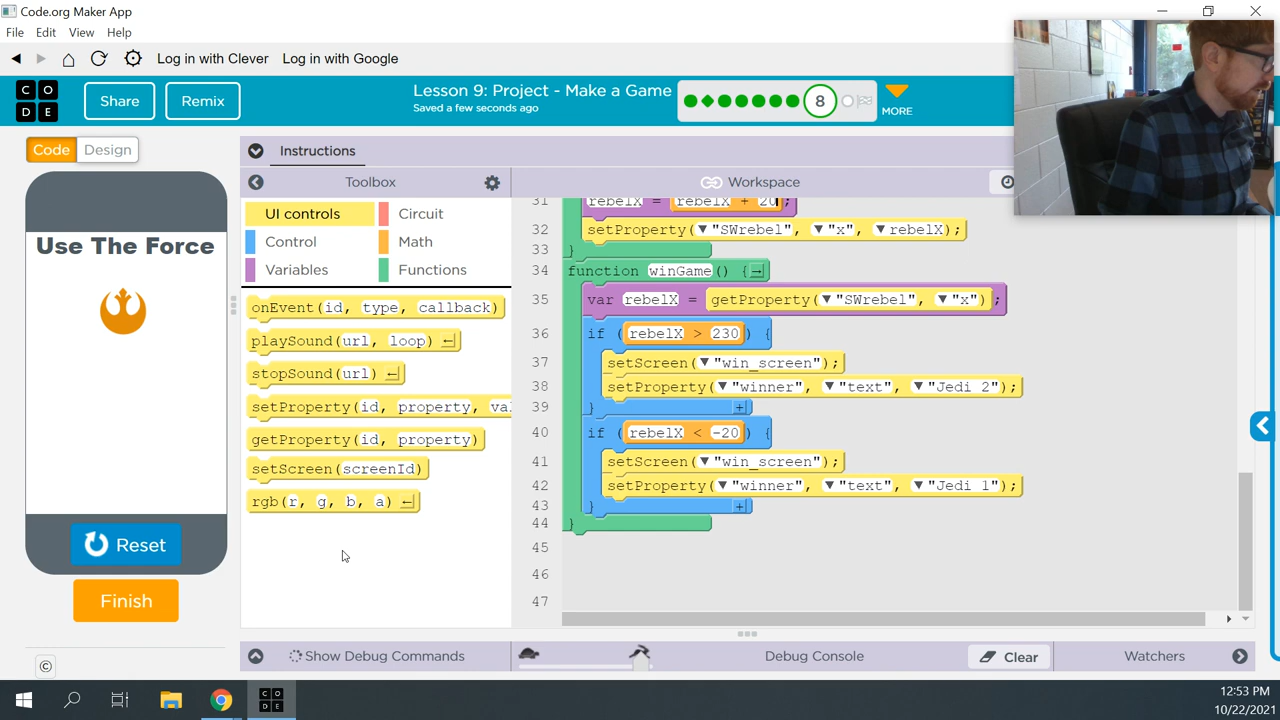 Code.org Maker App
File Edit View Help
Log in with Clever Log in with Google
C O D E
Share
Remix
Lesson 9: Project - Make a Game
Saved a few seconds ago
8
MORE
Code Design
Instructions
Toolbox
Workspace
UI controls
Circuit
Control
Math
Variables
Functions
onEvent(id, type, callback)
playSound(url, loop)
stopSound(url)
setProperty(id, property, val
getProperty(id, property)
setScreen(screenId)
rgb(r, g, b, a)
Use The Force
Reset
Finish
©
31 rebelX = rebelX + 20;
32 setProperty(▼"SWrebel", ▼"x", ▼rebelX);
33 }
34 function winGame() {
35 var rebelX = getProperty(▼"SWrebel", ▼"x");
36 if (rebelX > 230) {
37 setScreen(▼"win_screen");
38 setProperty(▼"winner", ▼"text", ▼"Jedi 2");
39 }
40 if (rebelX < -20) {
41 setScreen(▼"win_screen");
42 setProperty(▼"winner", ▼"text", ▼"Jedi 1");
43 }
44 }
45
46
47
Show Debug Commands
Debug Console
Clear
Watchers
C O D E
12:53 PM
10/22/2021